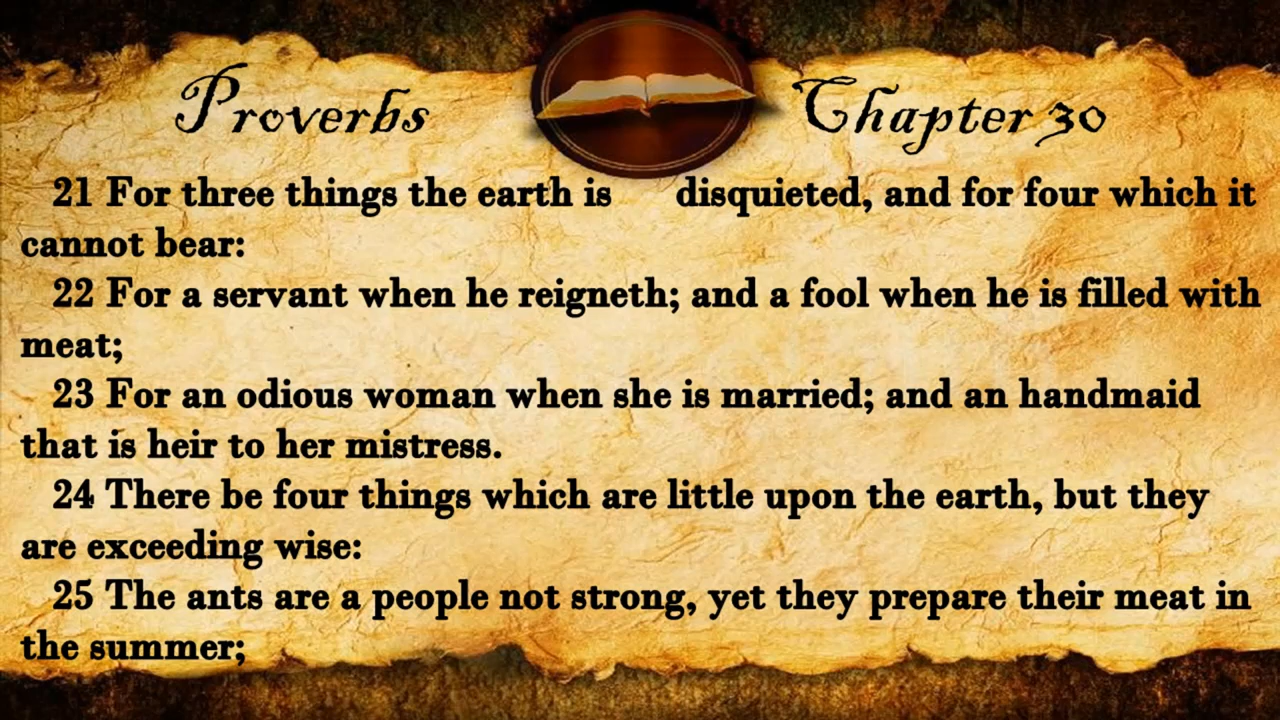 Proverbs Chapter 30
21 For three things the earth is disquieted, and for four which it
cannot bear:
22 For a servant when he reigneth; and a fool when he is filled with
meat;
23 For an odious woman when she is married; and an handmaid
that is heir to her mistress.
24 There be four things which are little upon the earth, but they
are exceeding wise:
25 The ants are a people not strong, yet they prepare their meat in
the summer;